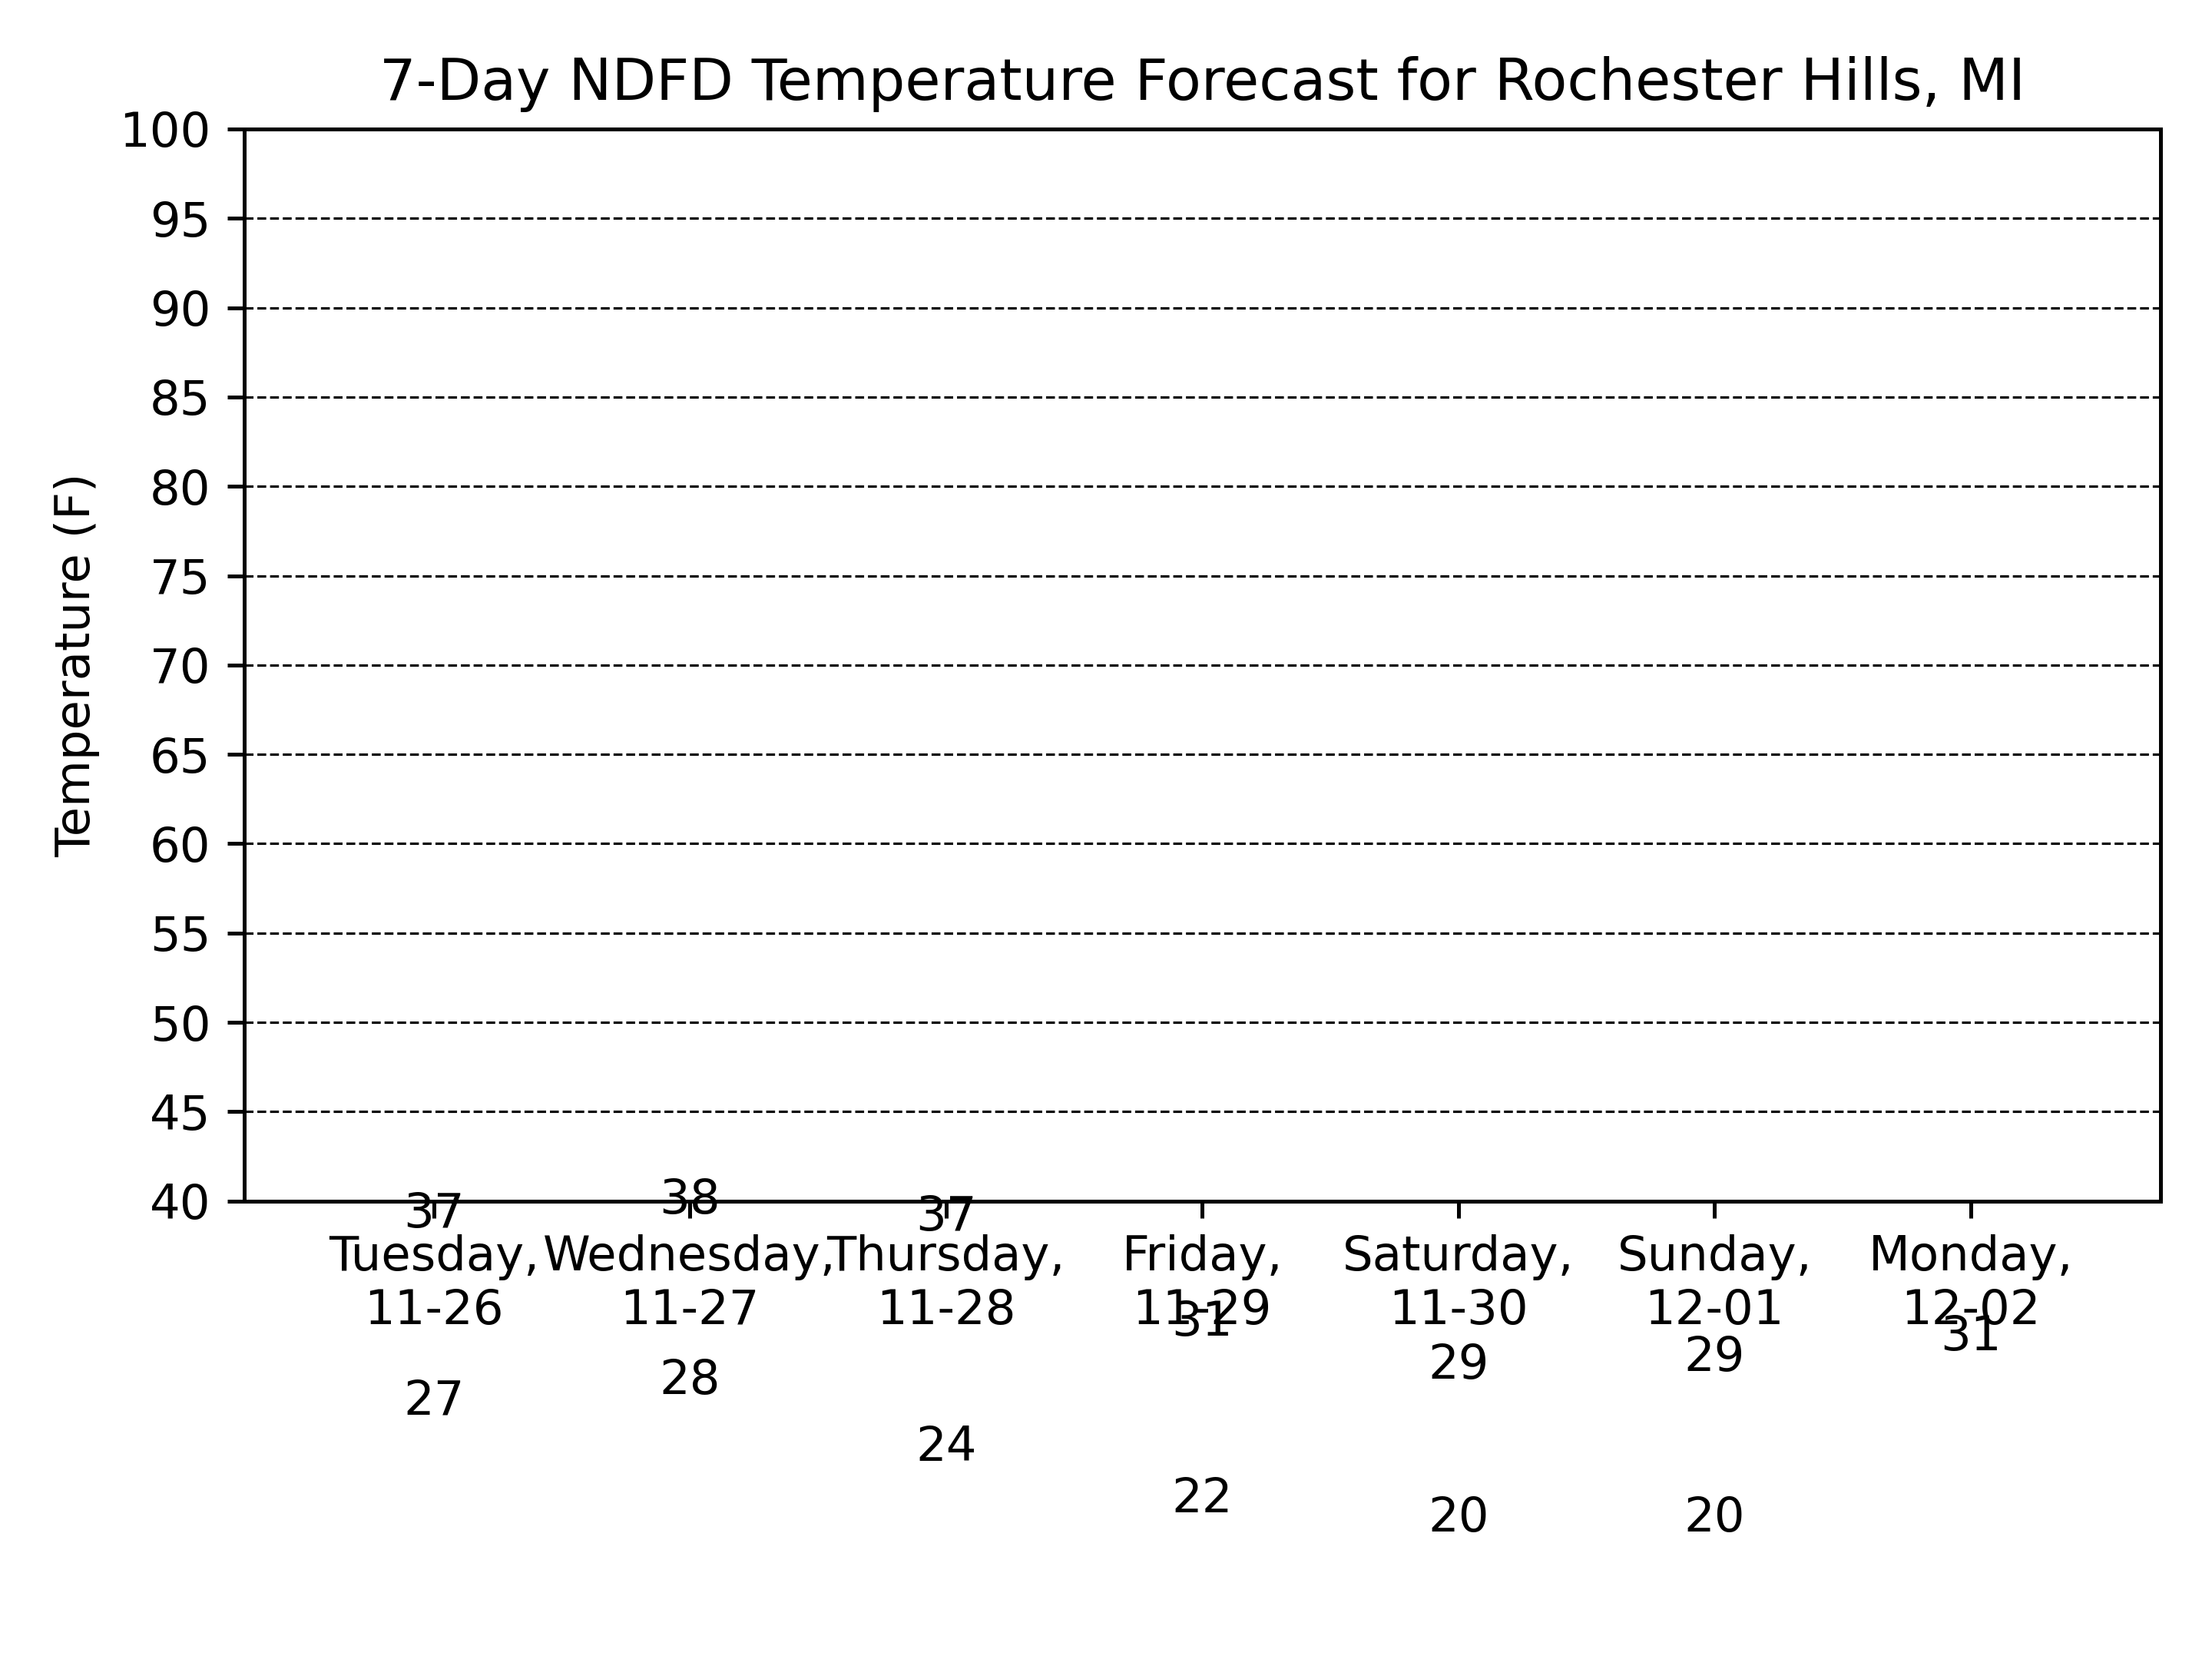 7-Day NDFD Temperature Forecast for Rochester Hills, MI
Temperature (F)
100
95
90
85
80
75
70
65
60
55
50
45
40
37 38 37
Tuesday, Wednesday, Thursday, Friday, Saturday, Sunday, Monday,
11-26 11-27 11-28 11-29 11-30 12-01 12-02
31 29 29 31
27 28 24 22 20 20